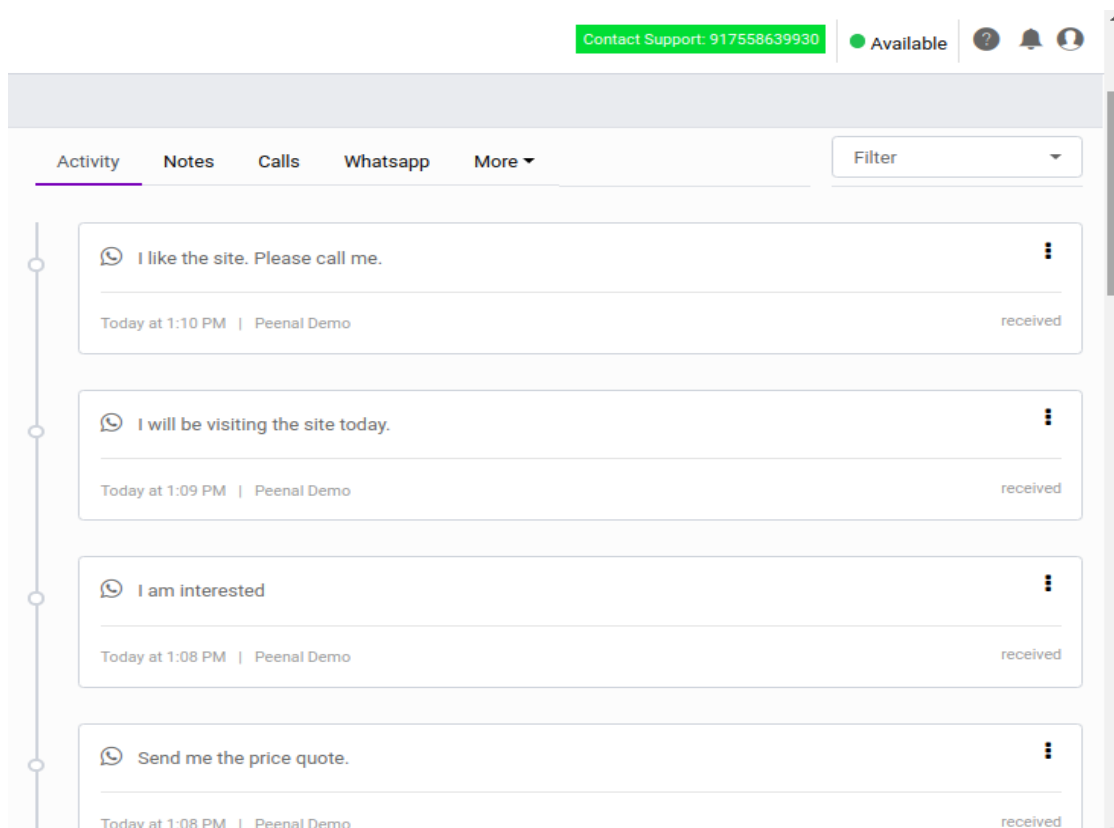 Contact Support: 917558639930 Available
Activity Notes Calls Whatsapp More Filter
I like the site. Please call me.
Today at 1:10 PM | Peenal Demo received
I will be visiting the site today.
Today at 1:09 PM | Peenal Demo received
I am interested
Today at 1:08 PM | Peenal Demo received
Send me the price quote.
Today at 1:08 PM | Peenal Demo received